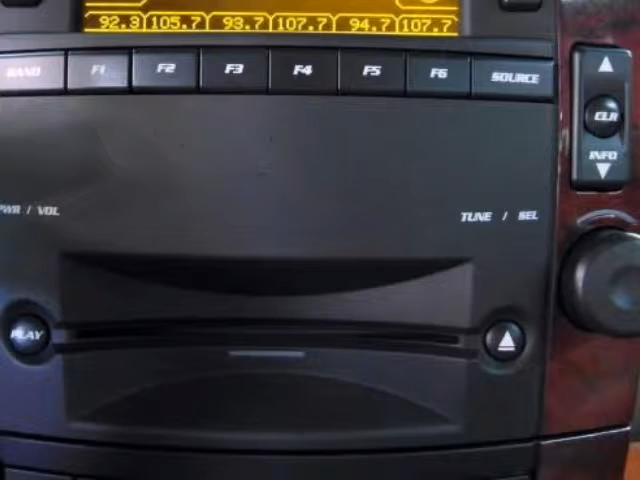 92.3 105.7 93.7 107.7 94.7 107.7
BAND F1 F2 F3 F4 F5 F6 SOURCE
CLR
INFO
PWR / VOL
TUNE / SEL
PLAY